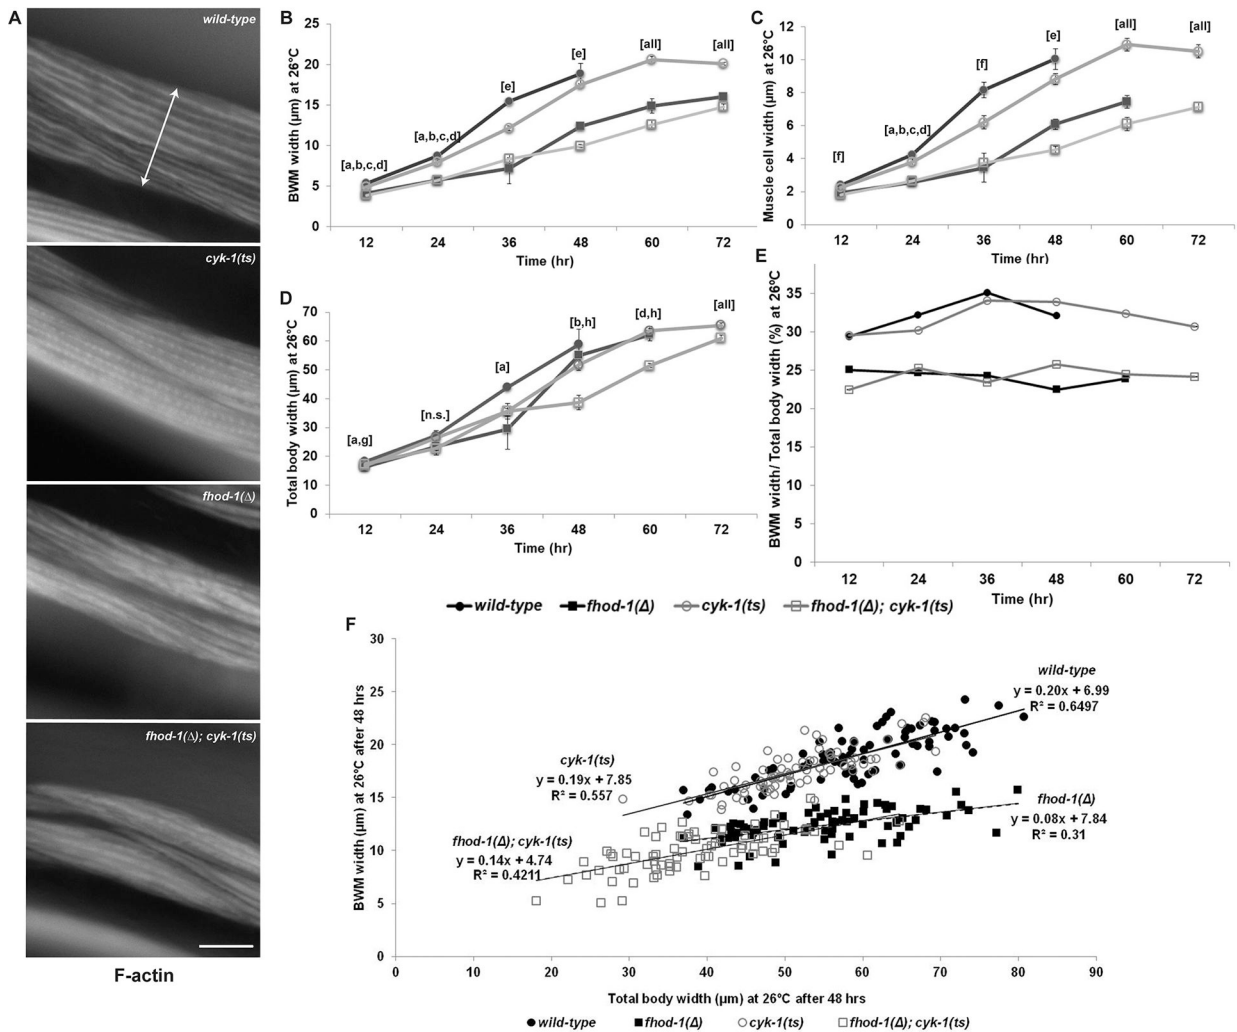 A
wild-type
cyk-1(ts)
fhod-1(Δ)
fhod-1(Δ); cyk-1(ts)
F-actin
B
BWM width (µm) at 26°C
25
20
15
10
5
0
[a,b,c,d]
[a,b,c,d]
[e]
[e]
[all]
[all]
12 24 36 48 60 72
Time (hr)
C
Muscle cell width (µm) at 26°C
12
10
8
6
4
2
0
[f]
[a,b,c,d]
[f]
[e]
[all]
[all]
12 24 36 48 60 72
Time (hr)
D
Total body width (µm) at 26°C
70
60
50
40
30
20
10
0
[a,g]
[n.s.]
[a]
[b,h]
[d,h]
[all]
12 24 36 48 60 72
Time (hr)
E
BWM width/ Total body width (%) at 26°C
35
30
25
20
15
10
5
0
12 24 36 48 60 72
Time (hr)
wild-type fhod-1(Δ) cyk-1(ts) fhod-1(Δ); cyk-1(ts)
F
BWM width (µm) at 26°C after 48 hrs
30
25
20
15
10
5
0
wild-type
y = 0.20x + 6.99
R² = 0.6497
cyk-1(ts)
y = 0.19x + 7.85
R² = 0.557
fhod-1(Δ)
y = 0.08x + 7.84
R² = 0.31
fhod-1(Δ); cyk-1(ts)
y = 0.14x + 4.74
R² = 0.4211
0 10 20 30 40 50 60 70 80 90
Total body width (µm) at 26°C after 48 hrs
wild-type fhod-1(Δ) cyk-1(ts) fhod-1(Δ); cyk-1(ts)